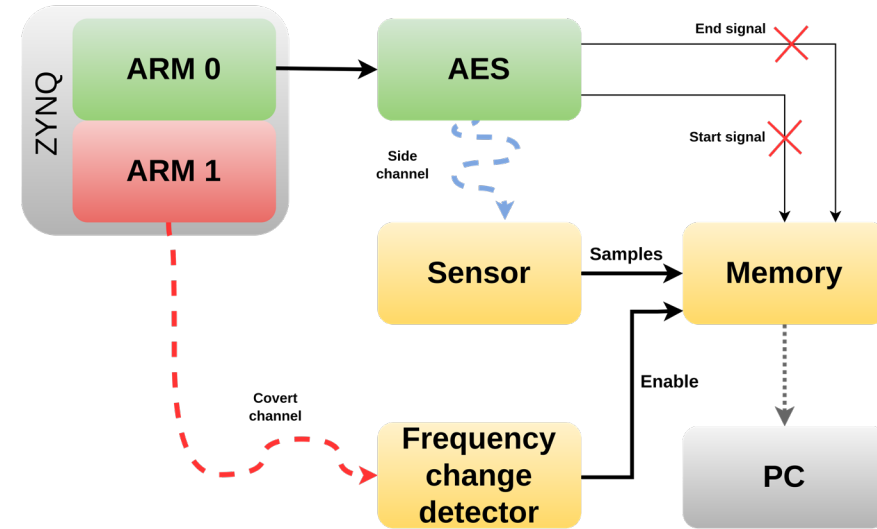 ZYNQ
ARM 0
ARM 1
AES
End signal
Start signal
Side
channel
Sensor
Samples
Memory
Enable
Covert
channel
Frequency
change
detector
PC